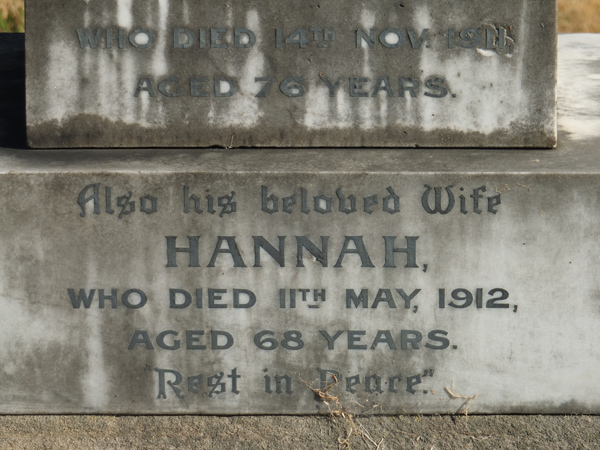 WHO DIED 14TH NOV. 1911,
AGED 76 YEARS.
Also his beloved Wife
HANNAH,
WHO DIED 11TH MAY, 1912,
AGED 68 YEARS.
"Rest in Peace."